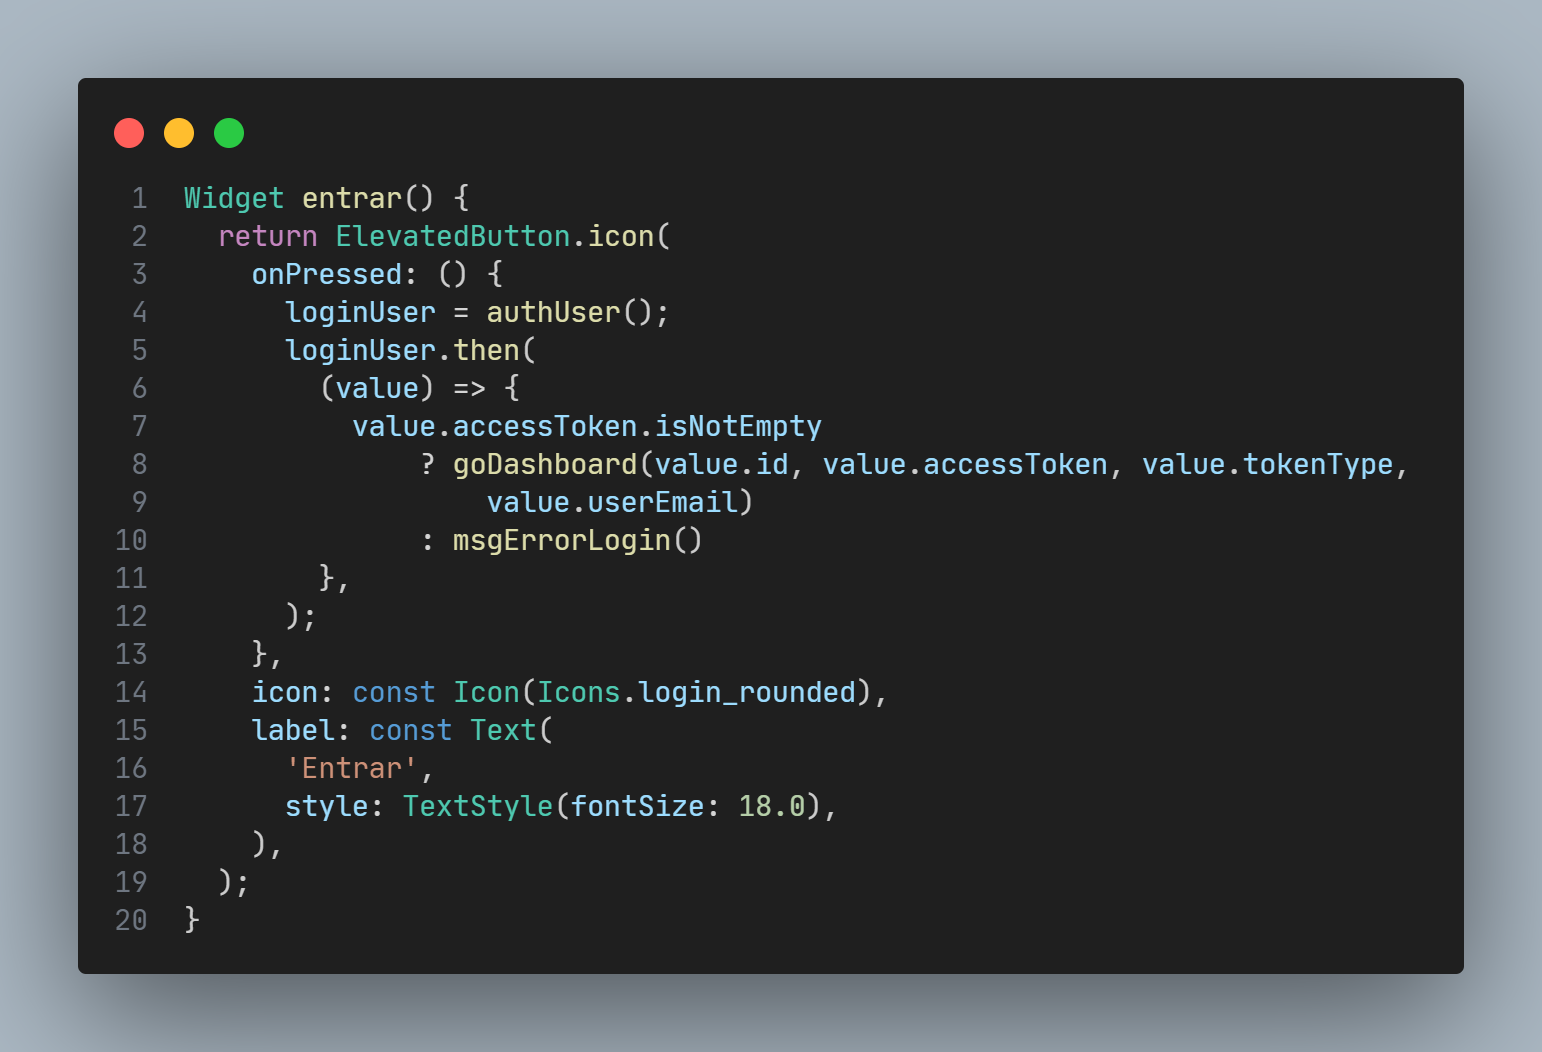 1 Widget entrar() {
2   return ElevatedButton.icon(
3     onPressed: () {
4       loginUser = authUser();
5       loginUser.then(
6         (value) => {
7           value.accessToken.isNotEmpty
8               ? goDashboard(value.id, value.accessToken, value.tokenType,
9                   value.userEmail)
10               : msgErrorLogin()
11         },
12       );
13     },
14     icon: const Icon(Icons.login_rounded),
15     label: const Text(
16       'Entrar',
17       style: TextStyle(fontSize: 18.0),
18     ),
19   );
20 }